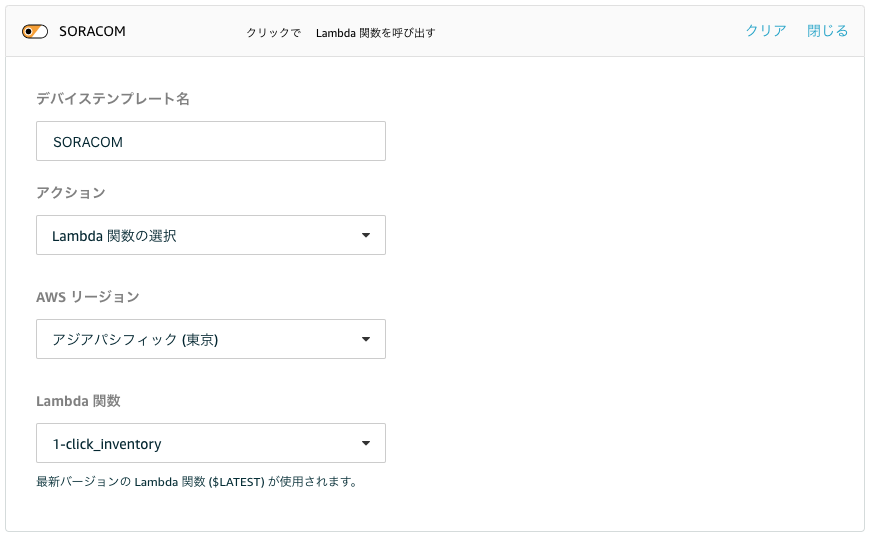 SORACOM クリックで Lambda 関数を呼び出す クリア 閉じる
デバイステンプレート名
SORACOM
アクション
Lambda 関数の選択
AWS リージョン
アジアパシフィック (東京)
Lambda 関数
1-click_inventory
最新バージョンの Lambda 関数 ($LATEST) が使用されます。